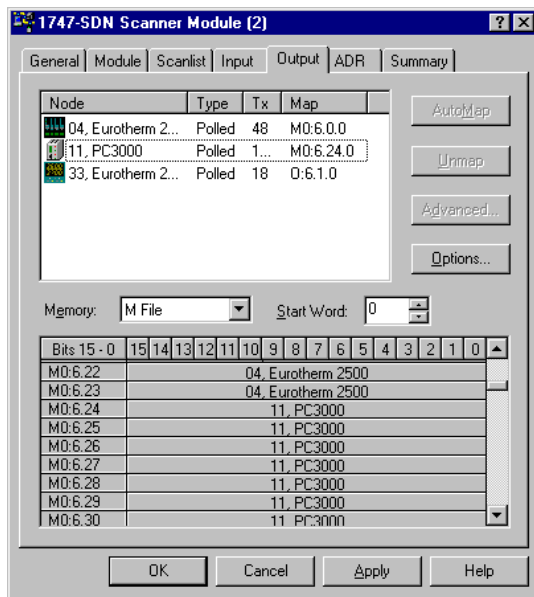 1747-SDN Scanner Module (2)
General Module Scanlist Input Output ADR Summary
Node Type Tx Map
04, Eurotherm 2... Polled 48 M0:6.0.0
11, PC3000 Polled 1... M0:6.24.0
33, Eurotherm 2... Polled 18 O:6.1.0
AutoMap
Unmap
Advanced...
Options...
Memory: M File Start Word: 0
Bits 15 - 0 15 14 13 12 11 10 9 8 7 6 5 4 3 2 1 0
M0:6.22 04, Eurotherm 2500
M0:6.23 04, Eurotherm 2500
M0:6.24 11, PC3000
M0:6.25 11, PC3000
M0:6.26 11, PC3000
M0:6.27 11, PC3000
M0:6.28 11, PC3000
M0:6.29 11, PC3000
M0:6.30 11, PC3000
OK Cancel Apply Help